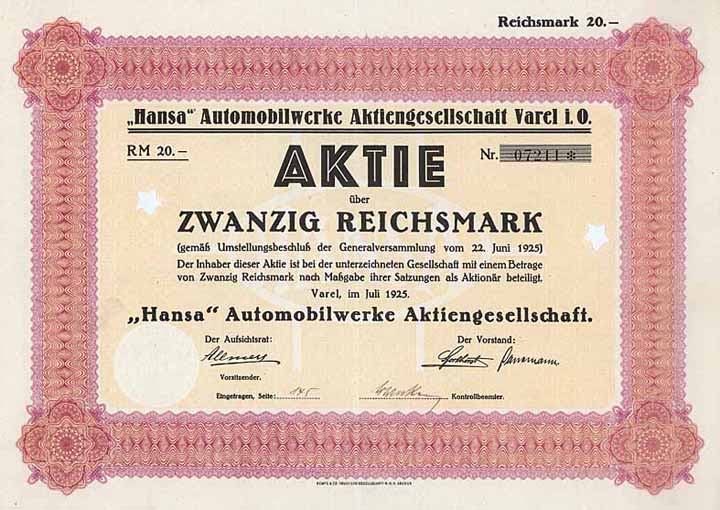 Reichsmark 20.—
„Hansa" Automobilwerke Aktiengesellschaft Varel i. O.
RM 20.— Nr. 07211 *
AKTIE
über
ZWANZIG REICHSMARK
(gemäß Umstellungsbeschluß der Generalversammlung vom 22. Juni 1925)
Der Inhaber dieser Aktie ist bei der unterzeichneten Gesellschaft mit einem Betrage
von Zwanzig Reichsmark nach Maßgabe ihrer Satzungen als Aktionär beteiligt.
Varel, im Juli 1925.
„Hansa" Automobilwerke Aktiengesellschaft.
Der Aufsichtsrat: Der Vorstand:
Vorsitzender.
Eingetragen, Seite: 145 Kontrollbeamter.